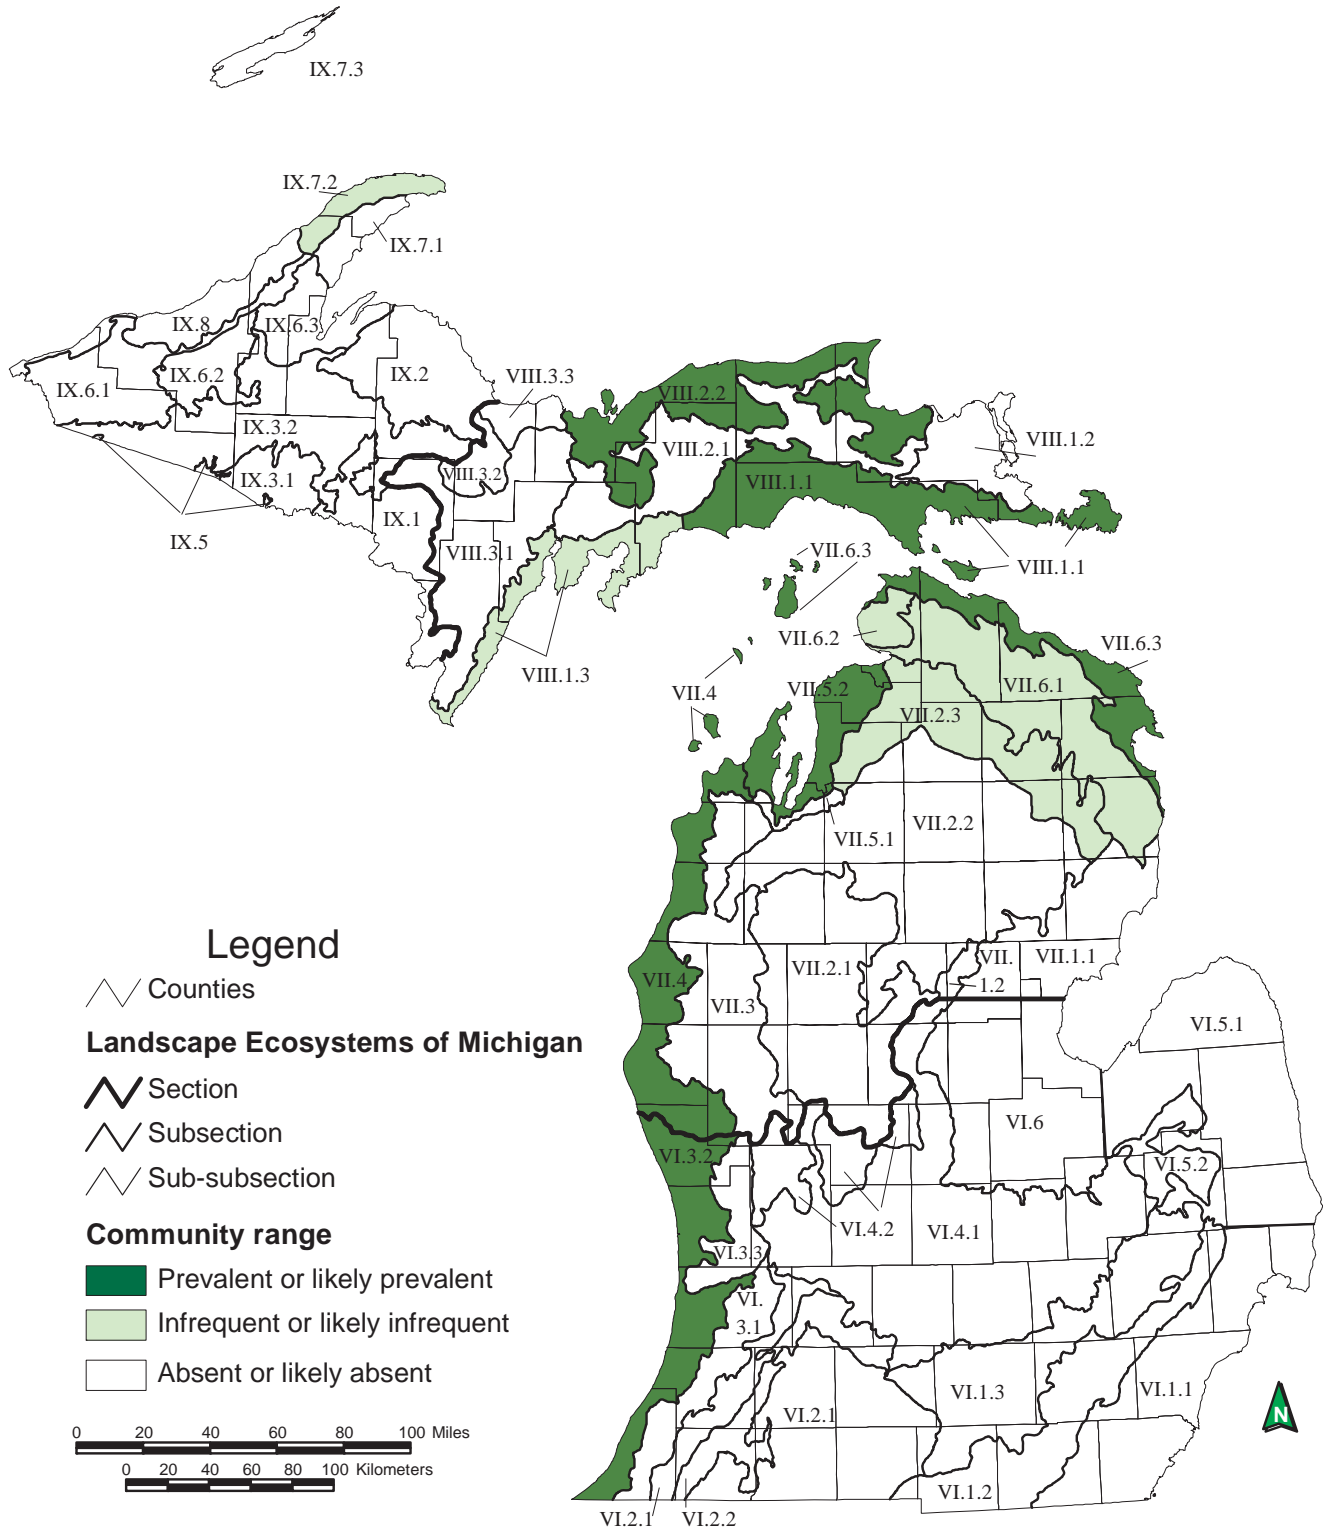 IX.7.3
IX.7.2
IX.7.1
IX.8
IX.6.3
IX.6.1
IX.6.2
IX.2
VIII.3.3
VIII.2.2
IX.3.2
VIII.2.1
VIII.1.2
IX.3.1
VIII.3.2
VIII.1.1
IX.1
IX.5
VIII.3.1
VII.6.3
VIII.1.1
VII.6.2
VII.6.3
VIII.1.3
VII.4
VII.5.2
VII.6.1
VII.2.3
VII.5.1
VII.2.2
VII.4
VII.3
VII.2.1
VII.
1.2
VII.1.1
VI.5.1
VI.6
VI.3.2
VI.5.2
VI.4.2
VI.4.1
VI.3.3
VI.
3.1
VI.1.3
VI.1.1
VI.2.1
VI.1.2
VI.2.1
VI.2.2
Legend
Counties
Landscape Ecosystems of Michigan
Section
Subsection
Sub-subsection
Community range
Prevalent or likely prevalent
Infrequent or likely infrequent
Absent or likely absent
0 20 40 60 80 100 Miles
0 20 40 60 80 100 Kilometers
N